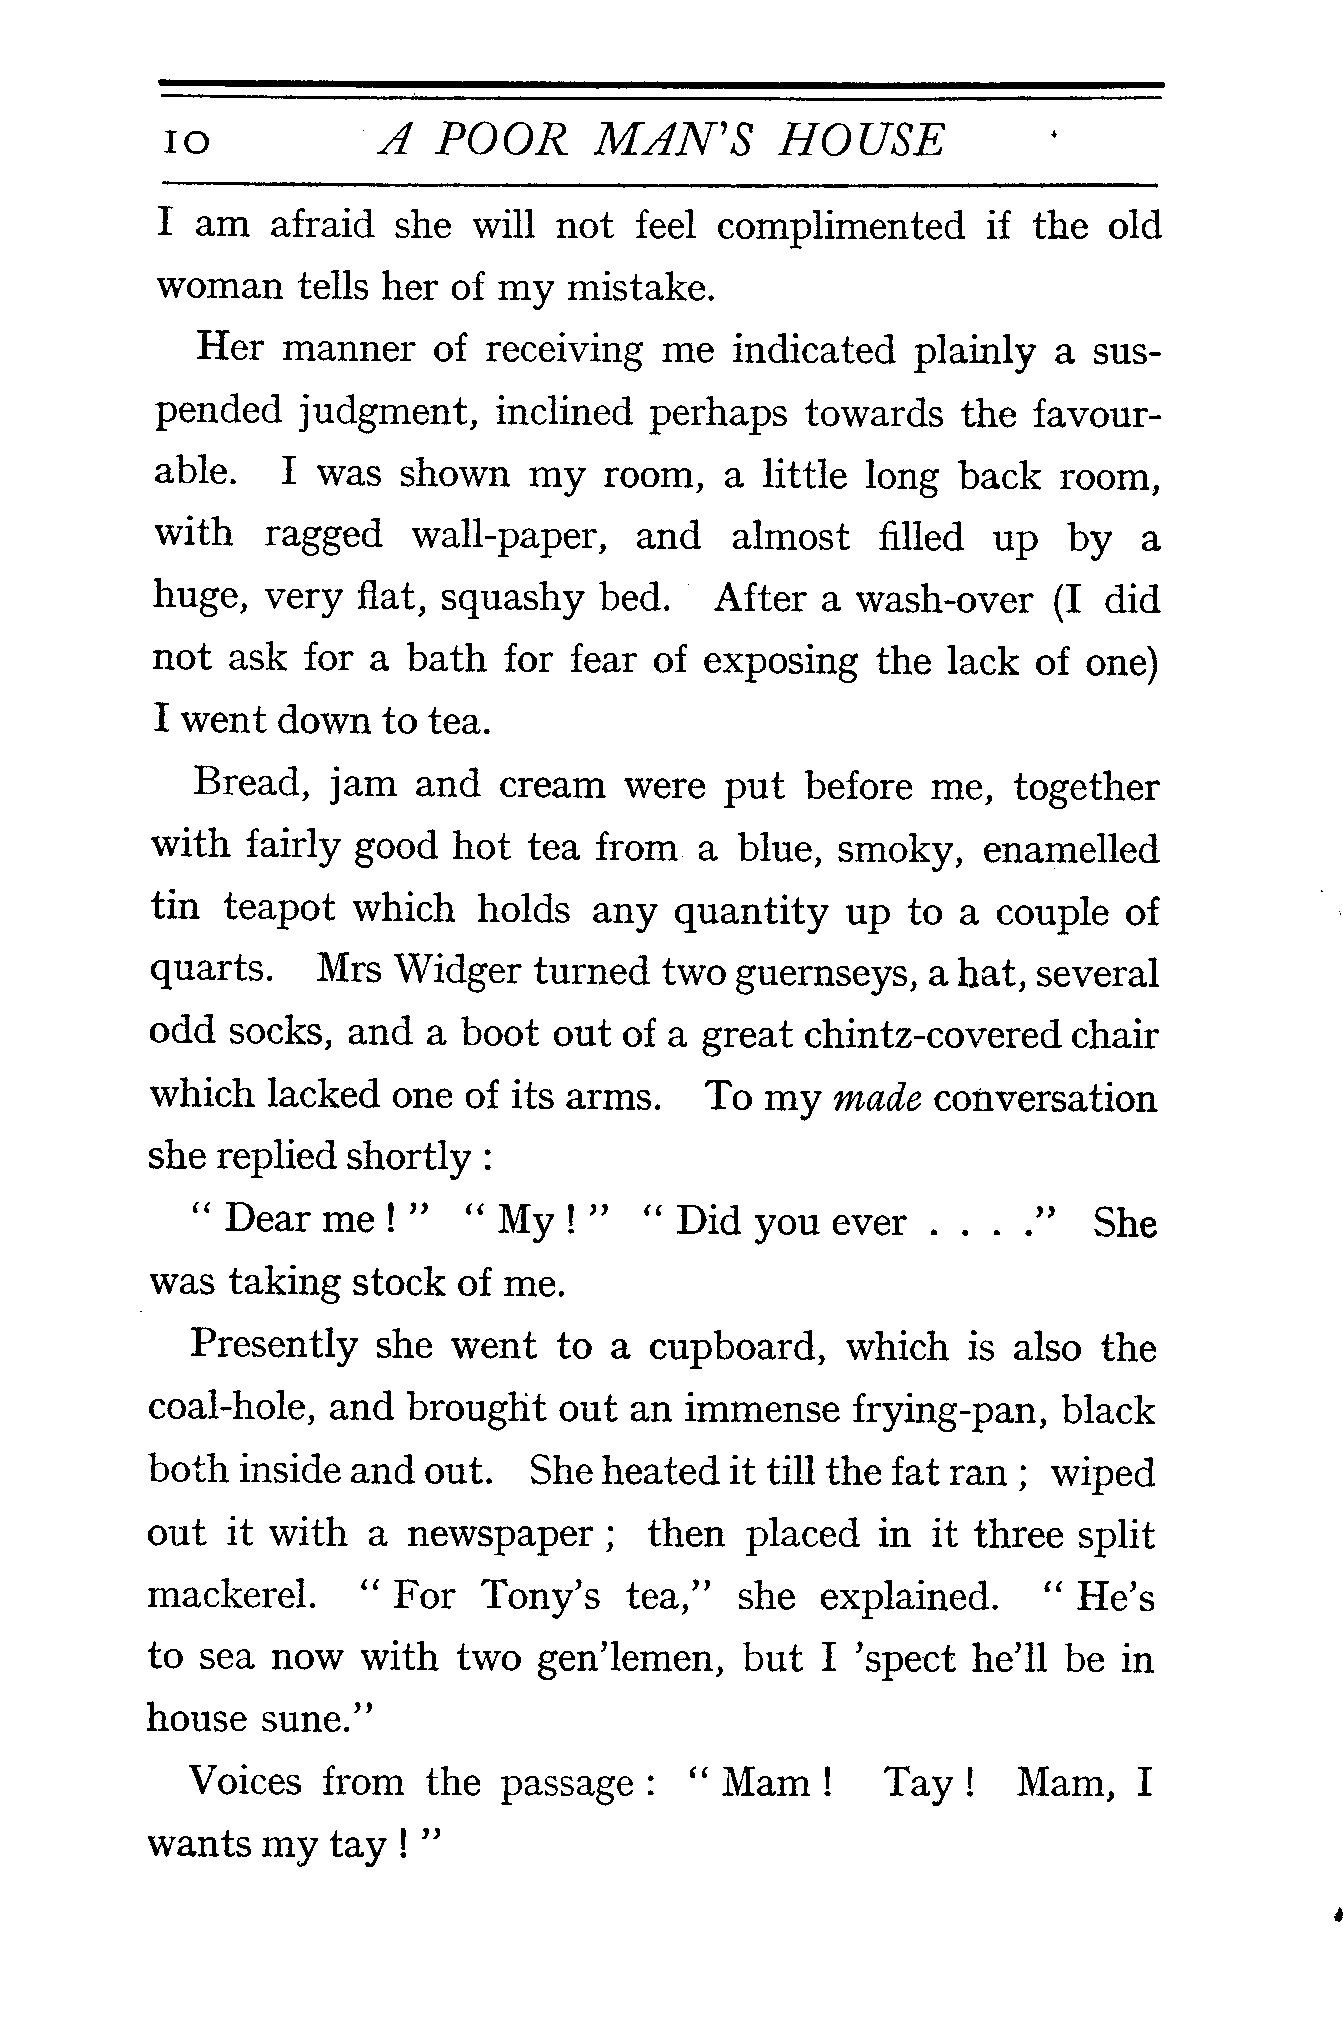 10 A POOR MAN'S HOUSE
I am afraid she will not feel complimented if the old
woman tells her of my mistake.
Her manner of receiving me indicated plainly a sus-
pended judgment, inclined perhaps towards the favour-
able. I was shown my room, a little long back room,
with ragged wall-paper, and almost filled up by a
huge, very flat, squashy bed. After a wash-over (I did
not ask for a bath for fear of exposing the lack of one)
I went down to tea.
Bread, jam and cream were put before me, together
with fairly good hot tea from a blue, smoky, enamelled
tin teapot which holds any quantity up to a couple of
quarts. Mrs Widger turned two guernseys, a hat, several
odd socks, and a boot out of a great chintz-covered chair
which lacked one of its arms. To my made conversation
she replied shortly :
" Dear me ! " " My ! " " Did you ever . . . ." She
was taking stock of me.
Presently she went to a cupboard, which is also the
coal-hole, and brought out an immense frying-pan, black
both inside and out. She heated it till the fat ran ; wiped
out it with a newspaper ; then placed in it three split
mackerel. " For Tony's tea," she explained. " He's
to sea now with two gen'lemen, but I 'spect he'll be in
house sune."
Voices from the passage : " Mam ! Tay ! Mam, I
wants my tay ! "